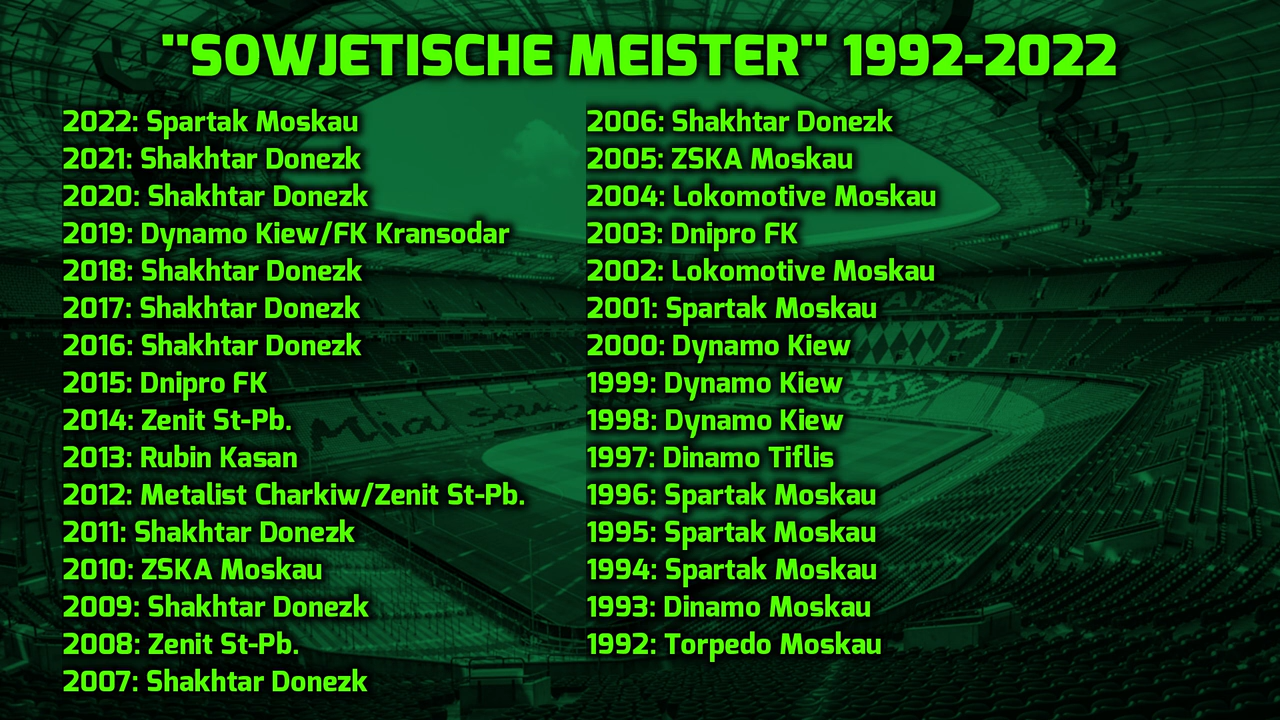 "SOWJETISCHE MEISTER" 1992-2022
2022: Spartak Moskau
2021: Shakhtar Donezk
2020: Shakhtar Donezk
2019: Dynamo Kiew/FK Kransodar
2018: Shakhtar Donezk
2017: Shakhtar Donezk
2016: Shakhtar Donezk
2015: Dnipro FK
2014: Zenit St-Pb.
2013: Rubin Kasan
2012: Metalist Charkiw/Zenit St-Pb.
2011: Shakhtar Donezk
2010: ZSKA Moskau
2009: Shakhtar Donezk
2008: Zenit St-Pb.
2007: Shakhtar Donezk
2006: Shakhtar Donezk
2005: ZSKA Moskau
2004: Lokomotive Moskau
2003: Dnipro FK
2002: Lokomotive Moskau
2001: Spartak Moskau
2000: Dynamo Kiew
1999: Dynamo Kiew
1998: Dynamo Kiew
1997: Dinamo Tiflis
1996: Spartak Moskau
1995: Spartak Moskau
1994: Spartak Moskau
1993: Dinamo Moskau
1992: Torpedo Moskau
Mia